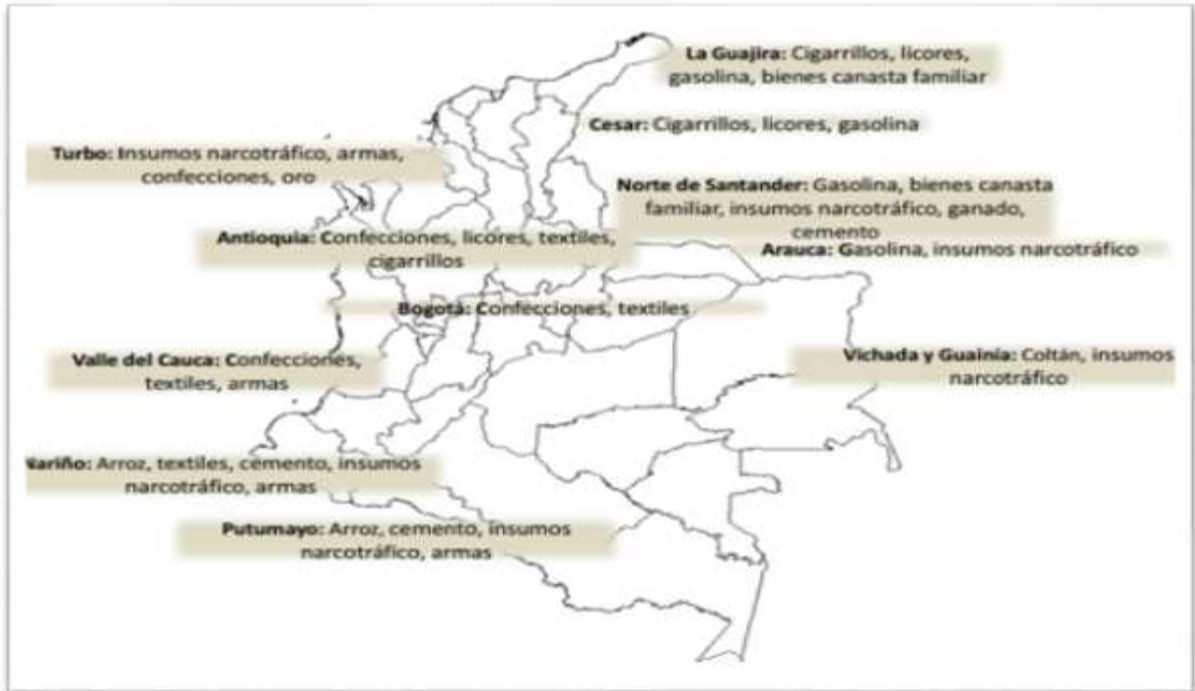 La Guajira: Cigarrillos, licores,
gasolina, bienes canasta familiar
Cesar: Cigarrillos, licores, gasolina
Turbo: Insumos narcotráfico, armas,
confecciones, oro
Norte de Santander: Gasolina, bienes canasta
familiar, insumos narcotráfico, ganado,
cemento
Antioquia: Confecciones, licores, textiles,
cigarrillos
Arauca: Gasolina, insumos narcotráfico
Bogotá: Confecciones, textiles
Valle del Cauca: Confecciones,
textiles, armas
Vichada y Guainia: Coltán, insumos
narcotráfico
Nariño: Arroz, textiles, cemento, insumos
narcotráfico, armas
Putumayo: Arroz, cemento, insumos
narcotráfico, armas